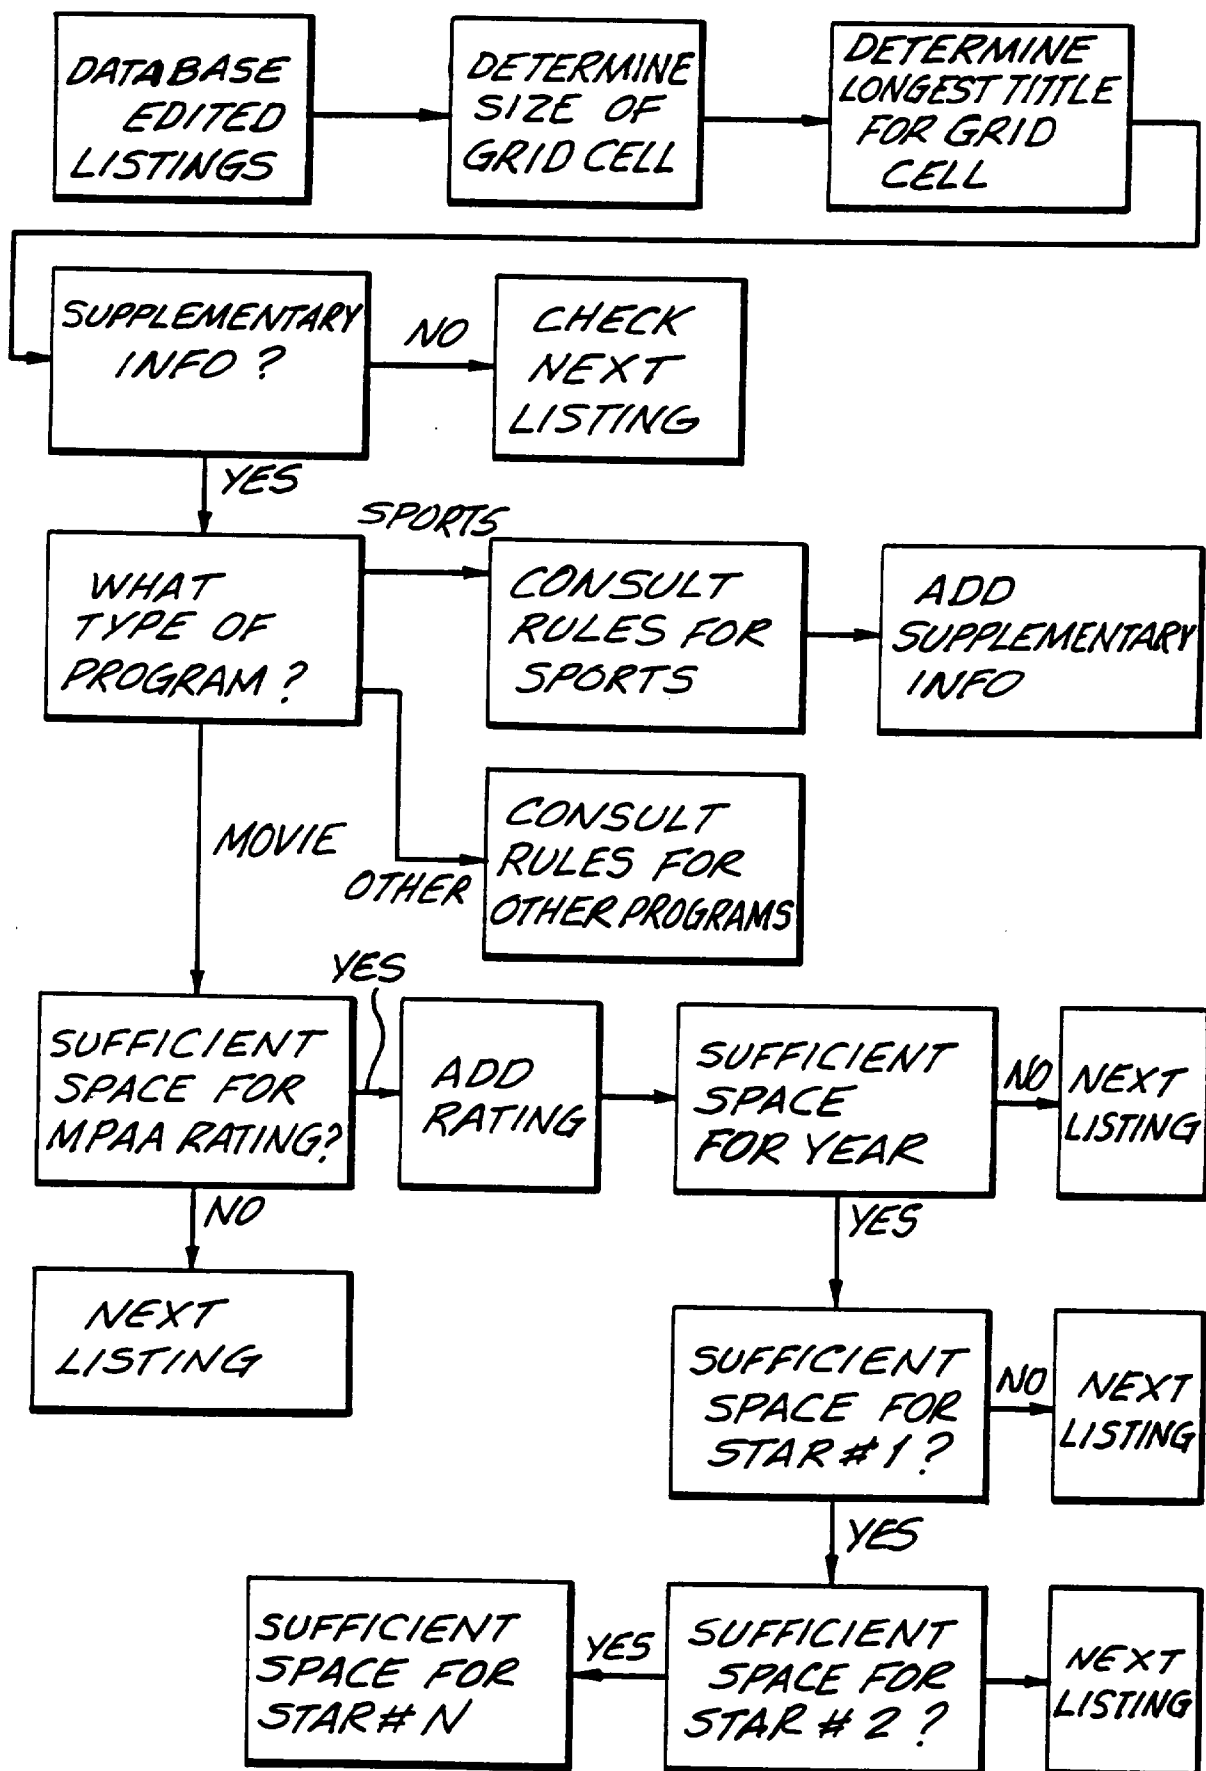 DATABASE
EDITED
LISTINGS
DETERMINE
SIZE OF
GRID CELL
DETERMINE
LONGEST TITTLE
FOR GRID
CELL
SUPPLEMENTARY
INFO ?
NO
CHECK
NEXT
LISTING
YES
WHAT
TYPE OF
PROGRAM ?
SPORTS
CONSULT
RULES FOR
SPORTS
ADD
SUPPLEMENTARY
INFO
MOVIE
OTHER
CONSULT
RULES FOR
OTHER PROGRAMS
SUFFICIENT
SPACE FOR
MPAA RATING?
YES
ADD
RATING
SUFFICIENT
SPACE
FOR YEAR
NO
NEXT
LISTING
NO
NEXT
LISTING
YES
SUFFICIENT
SPACE FOR
STAR # 1 ?
NO
NEXT
LISTING
YES
SUFFICIENT
SPACE FOR
STAR # 2 ?
NEXT
LISTING
YES
SUFFICIENT
SPACE FOR
STAR # N